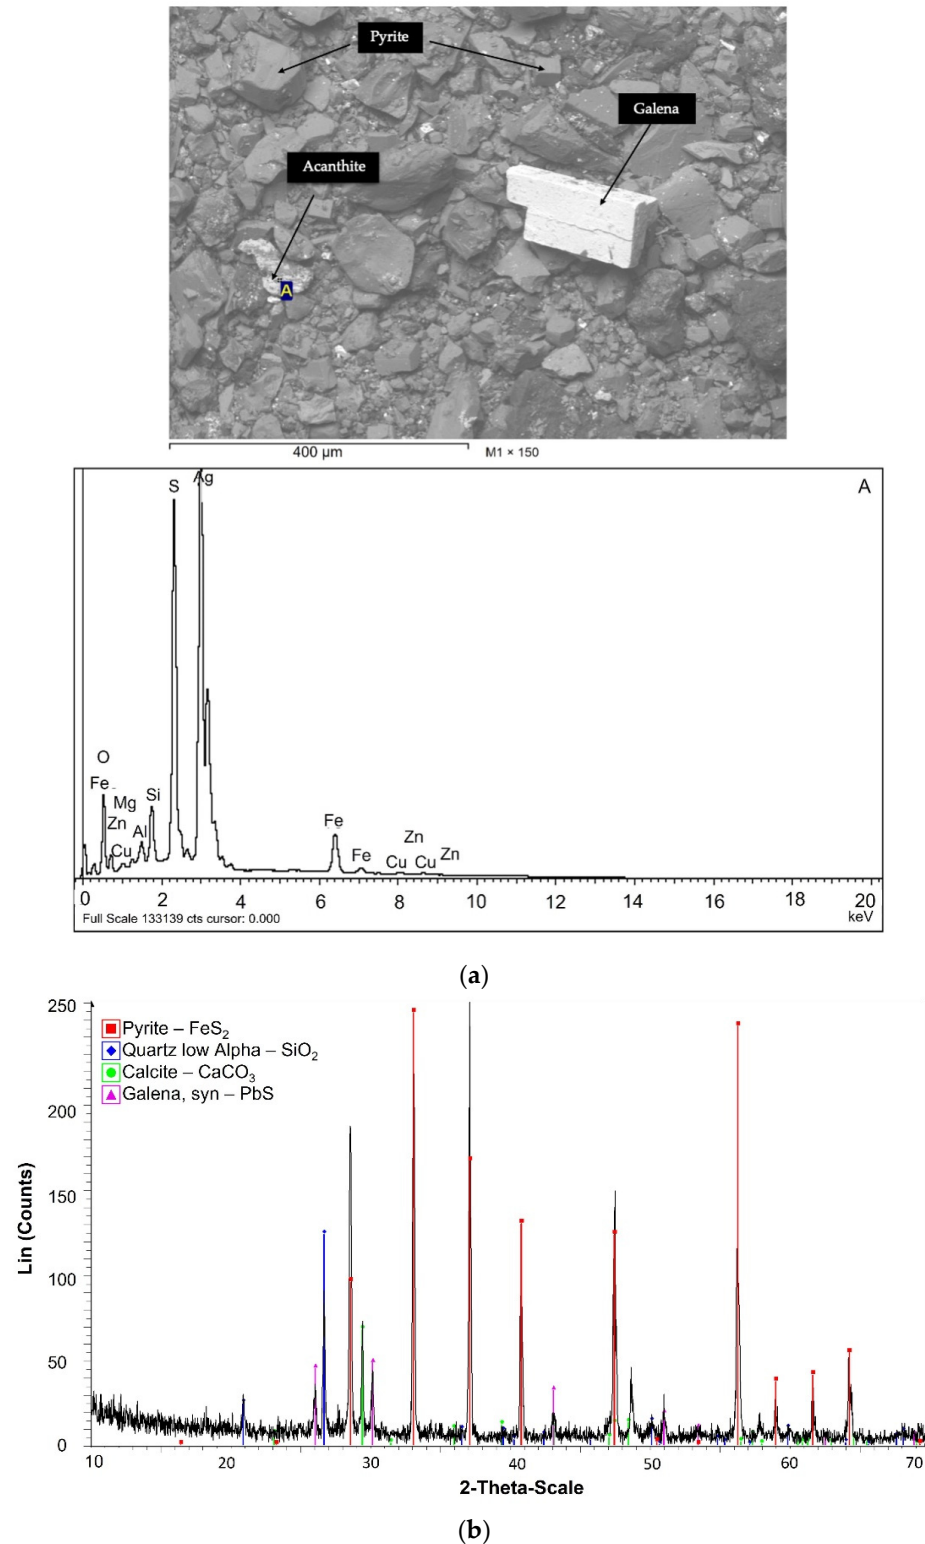 Pyrite
Galena
Acanthite
A
400 µm
M1 × 150
A
Ag
S
O
Fe
Mg
Si
Zn
Al
Cu
Fe
Fe
Zn
Cu
Cu
Zn
0 2 4 6 8 10 12 14 16 18 20
Full Scale 133139 cts cursor: 0.000
keV
(a)
250
Pyrite – FeS₂
Quartz low Alpha – SiO₂
Calcite – CaCO₃
Galena, syn – PbS
200
150
100
50
0
Lin (Counts)
10 20 30 40 50 60 70
2-Theta-Scale
(b)